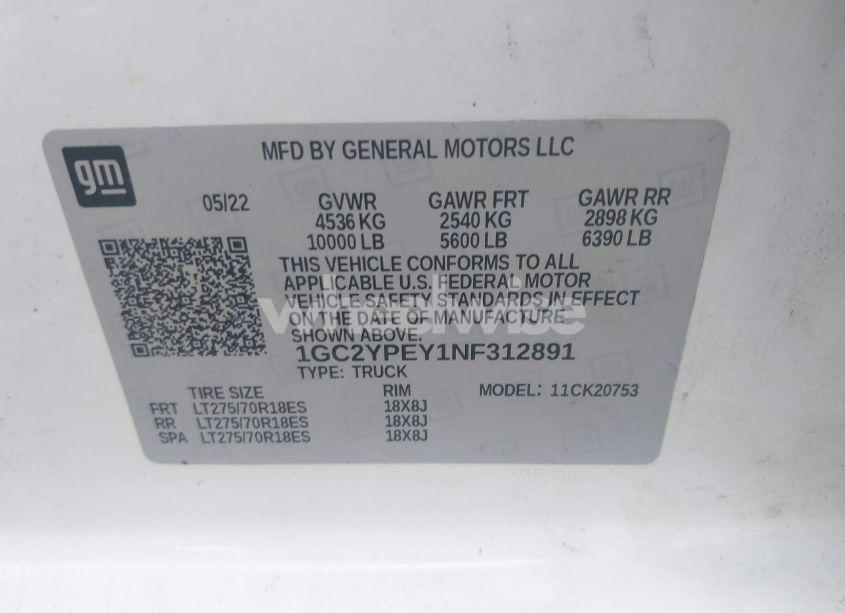 gm
MFD BY GENERAL MOTORS LLC
05/22 GVWR GAWR FRT GAWR RR
4536 KG 2540 KG 2898 KG
10000 LB 5600 LB 6390 LB
THIS VEHICLE CONFORMS TO ALL
APPLICABLE U.S. FEDERAL MOTOR
VEHICLE SAFETY STANDARDS IN EFFECT
ON THE DATE OF MANUFACTURE
SHOWN ABOVE.
1GC2YPEY1NF312891
TYPE: TRUCK
TIRE SIZE RIM MODEL: 11CK20753
FRT LT275/70R18ES 18X8J
RR LT275/70R18ES 18X8J
SPA LT275/70R18ES 18X8J